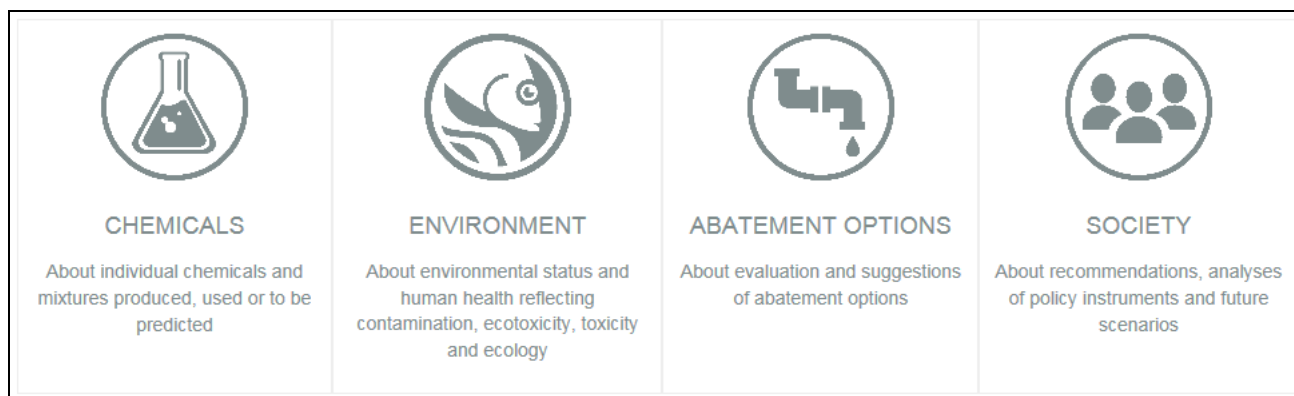 CHEMICALS
About individual chemicals and
mixtures produced, used or to be
predicted
ENVIRONMENT
About environmental status and
human health reflecting
contamination, ecotoxicity, toxicity
and ecology
ABATEMENT OPTIONS
About evaluation and suggestions
of abatement options
SOCIETY
About recommendations, analyses
of policy instruments and future
scenarios